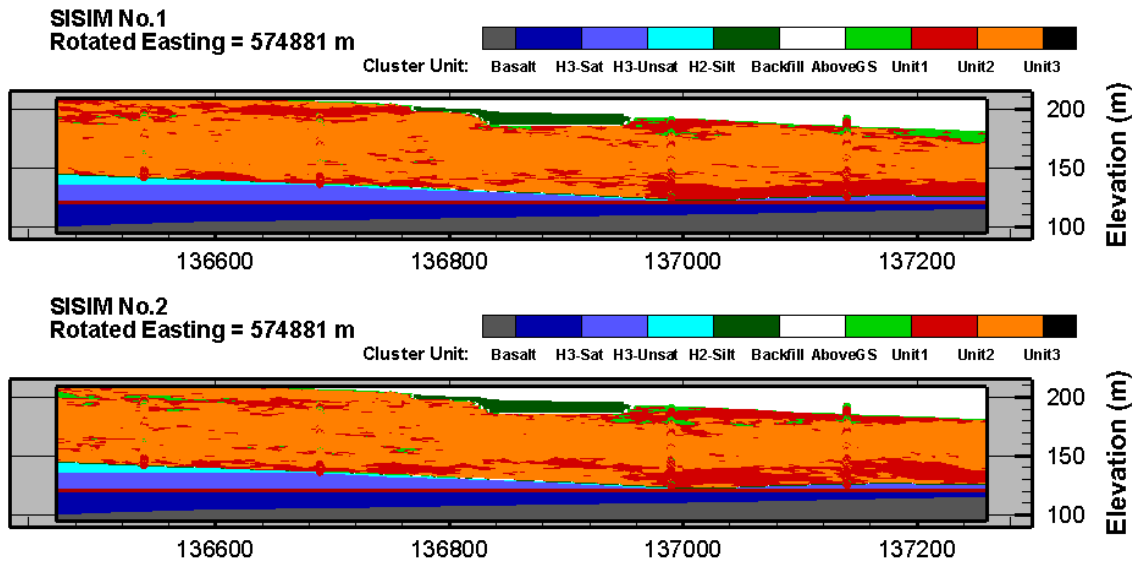 SISIM No.1
Rotated Easting = 574881 m
Cluster Unit: Basalt H3-Sat H3-Unsat H2-Silt Backfill AboveGS Unit1 Unit2 Unit3
200
150
100
Elevation (m)
136600 136800 137000 137200
SISIM No.2
Rotated Easting = 574881 m
Cluster Unit: Basalt H3-Sat H3-Unsat H2-Silt Backfill AboveGS Unit1 Unit2 Unit3
200
150
100
Elevation (m)
136600 136800 137000 137200